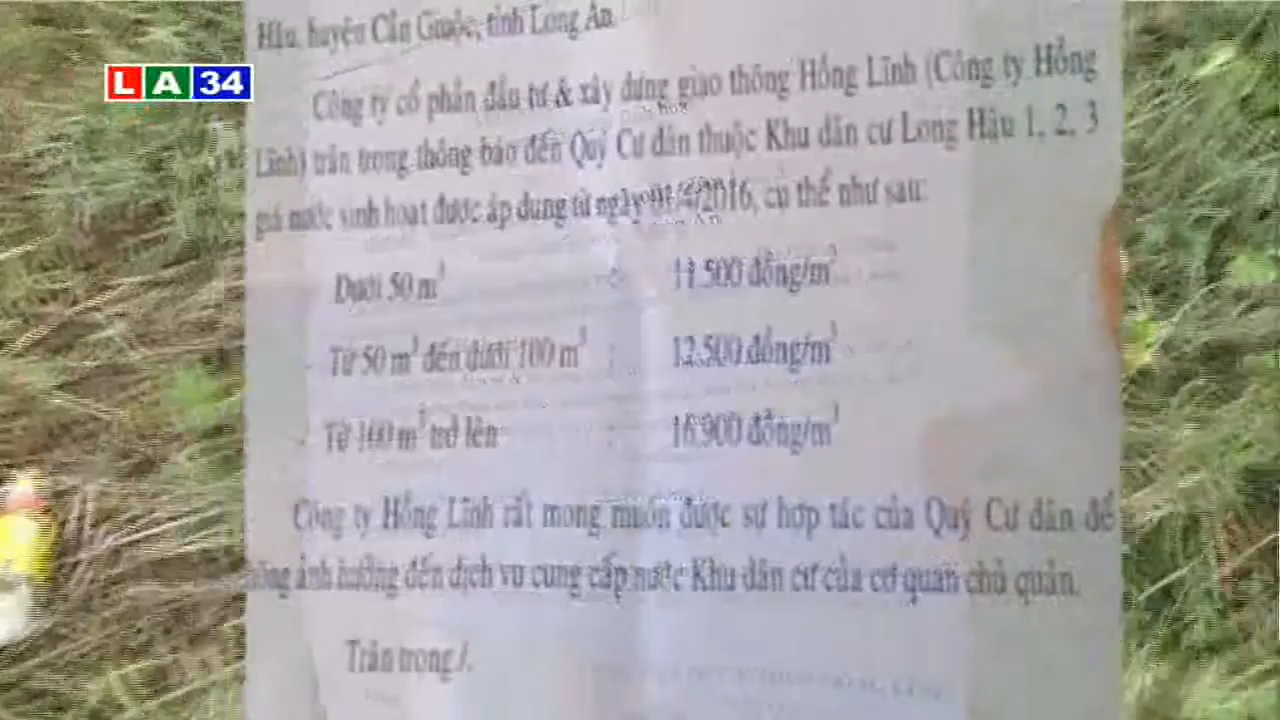 LA34
Hậu, huyện Cần Giuộc, tỉnh Long An
Công ty cổ phần đầu tư & xây dựng giao thông Hồng Lĩnh (Công ty Hồng
Lĩnh) trân trọng thông báo đến Quý Cư dân thuộc Khu dân cư Long Hậu 1, 2, 3
giá nước sinh hoạt được áp dụng từ ngày /4/2016, cụ thể như sau:
Dưới 50 m³ : 11.500 đồng/m³
- Từ 50 m³ đến dưới 100 m³ : 12.500 đồng/m³
- Từ 100 m³ trở lên : 16.900 đồng/m³
Công ty Hồng Lĩnh rất mong muốn được sự hợp tác của Quý Cư dân để
không ảnh hưởng đến dịch vụ cung cấp nước Khu dân cư của cơ quan chủ quản.
Trân trọng./.